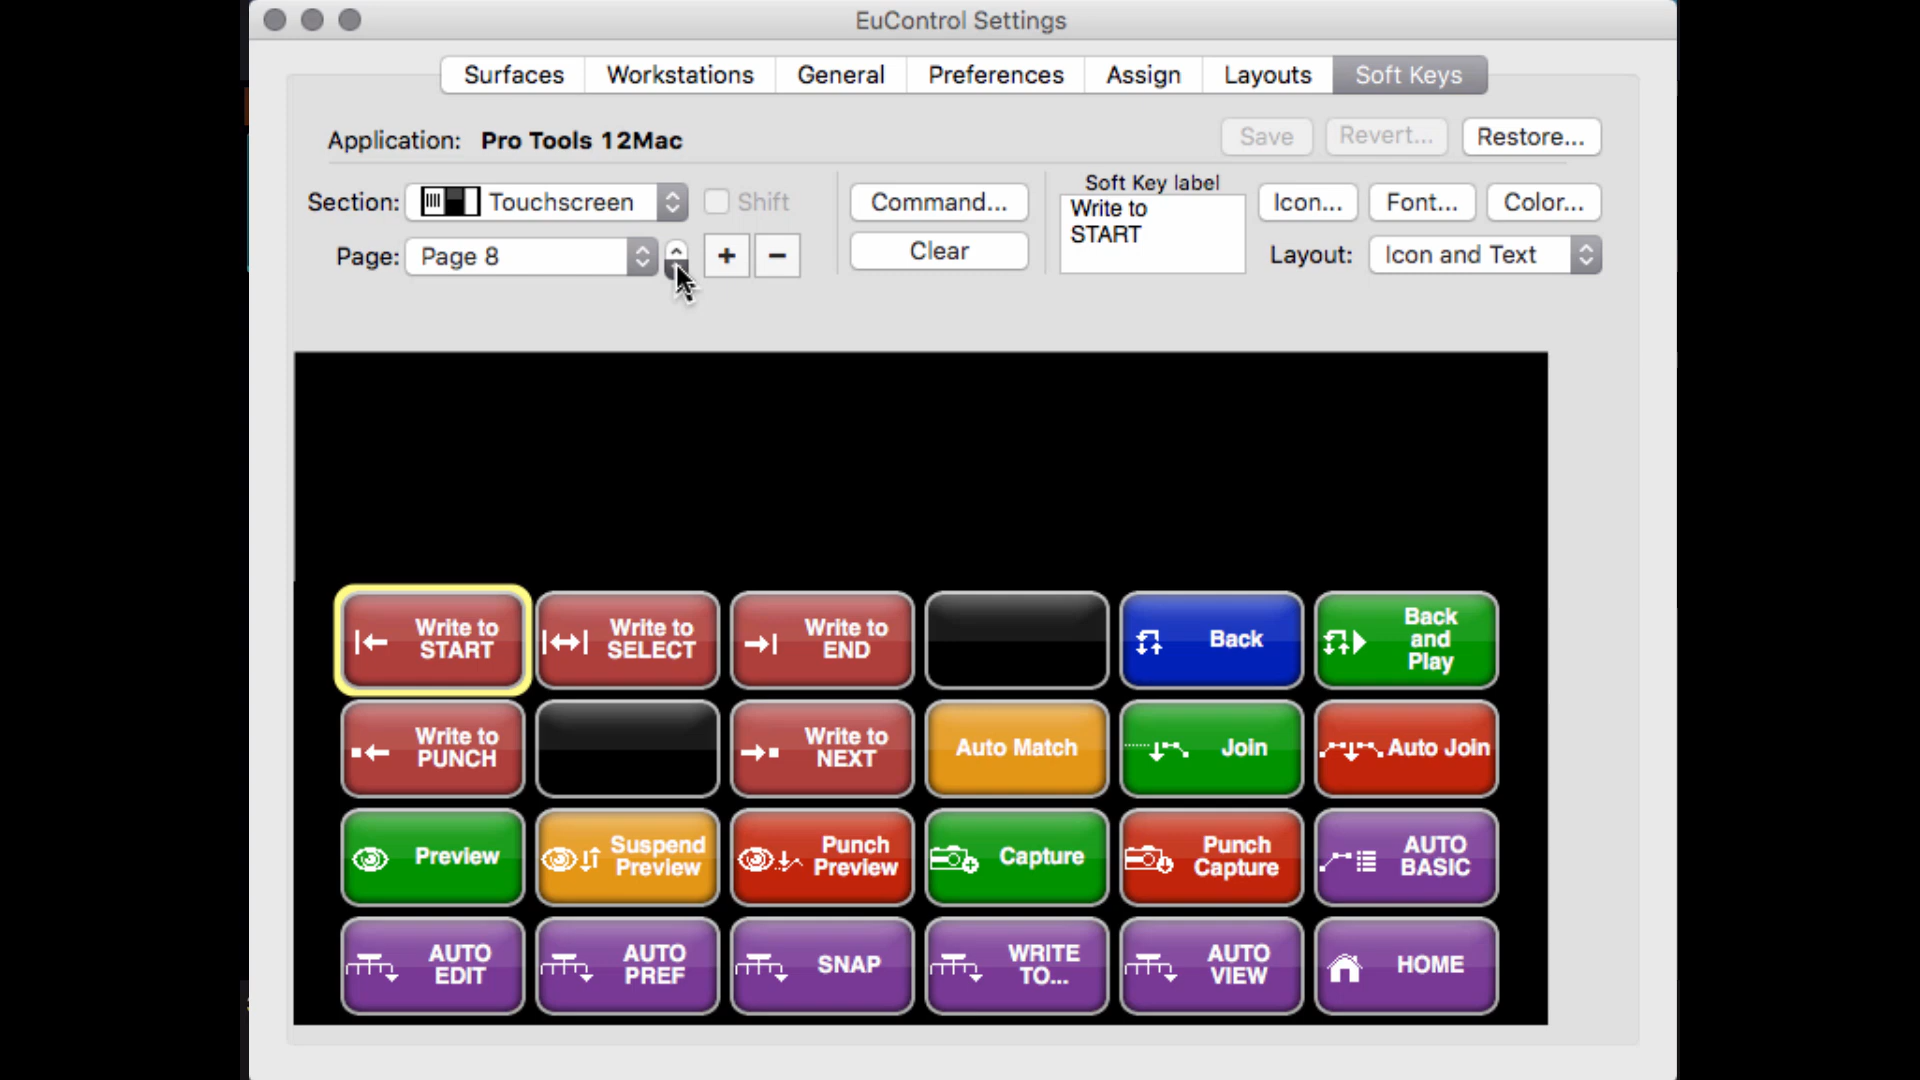 EuControl Settings
Surfaces Workstations General Preferences Assign Layouts Soft Keys
Application: Pro Tools 12Mac Save Revert... Restore...
Section: Touchscreen Shift Command... Soft Key label Icon... Font... Color...
Write to
START
Page: Page 8 + − Clear Layout: Icon and Text
Write to
START
Write to
SELECT
Write to
END
Back
Back
and
Play
Write to
PUNCH
Write to
NEXT
Auto Match
Join
Auto Join
Preview
Suspend
Preview
Punch
Preview
Capture
Punch
Capture
AUTO
BASIC
AUTO
EDIT
AUTO
PREF
SNAP
WRITE
TO...
AUTO
VIEW
HOME